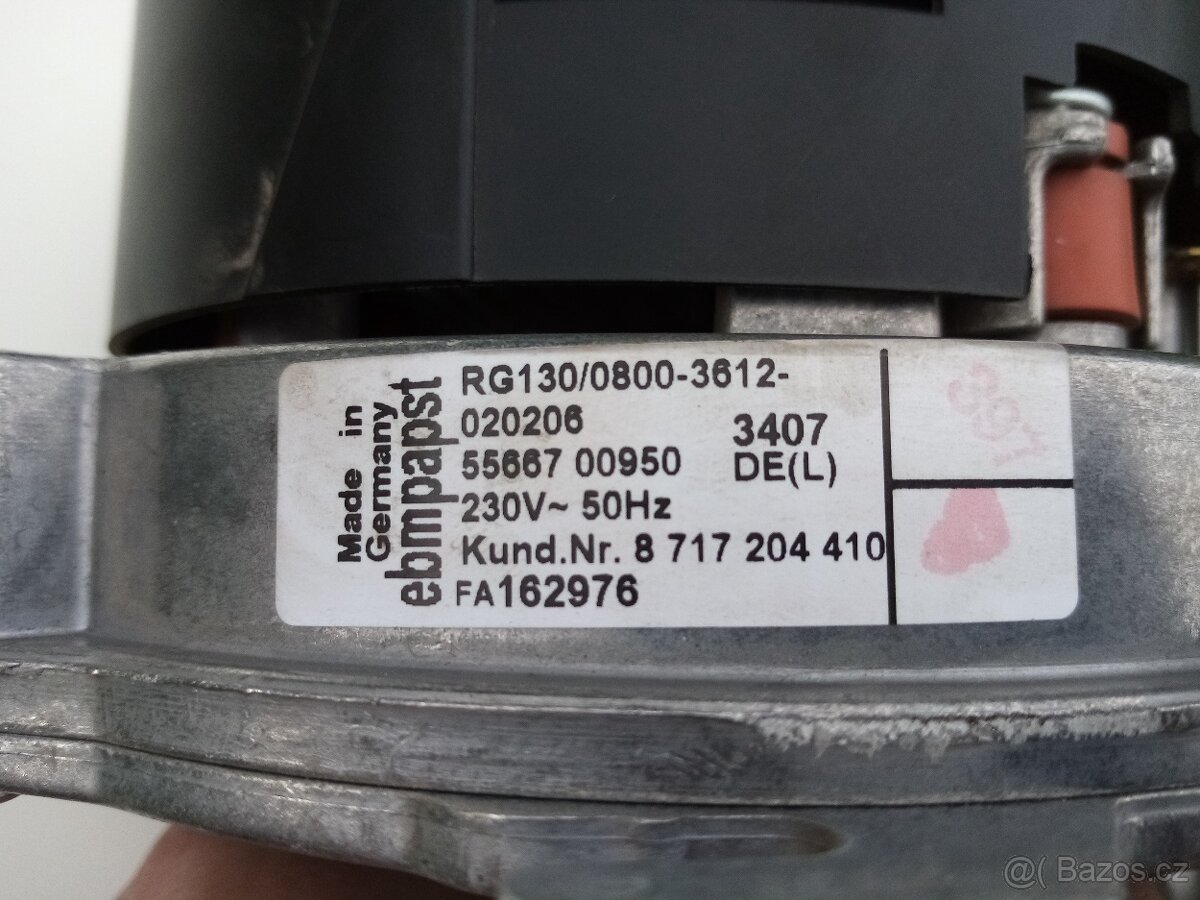 Made in
Germany
ebmpapst
RG130/0800-3612-
020206
3407
55667 00950
DE(L)
230V~ 50Hz
Kund.Nr. 8 717 204 410
FA162976
397
@( Bazos.cz